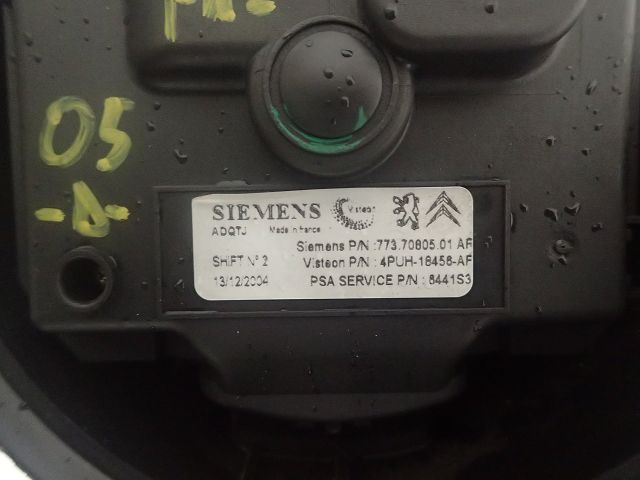 05
-A-
SIEMENS
Visteon
ADQTJ
Made in France
Siemens P/N :773.70805.01 AF
SHIFT N° 2
Visteon P/N : 4PUH-18456-AF
13/12/2004
PSA SERVICE P/N : 6441S3